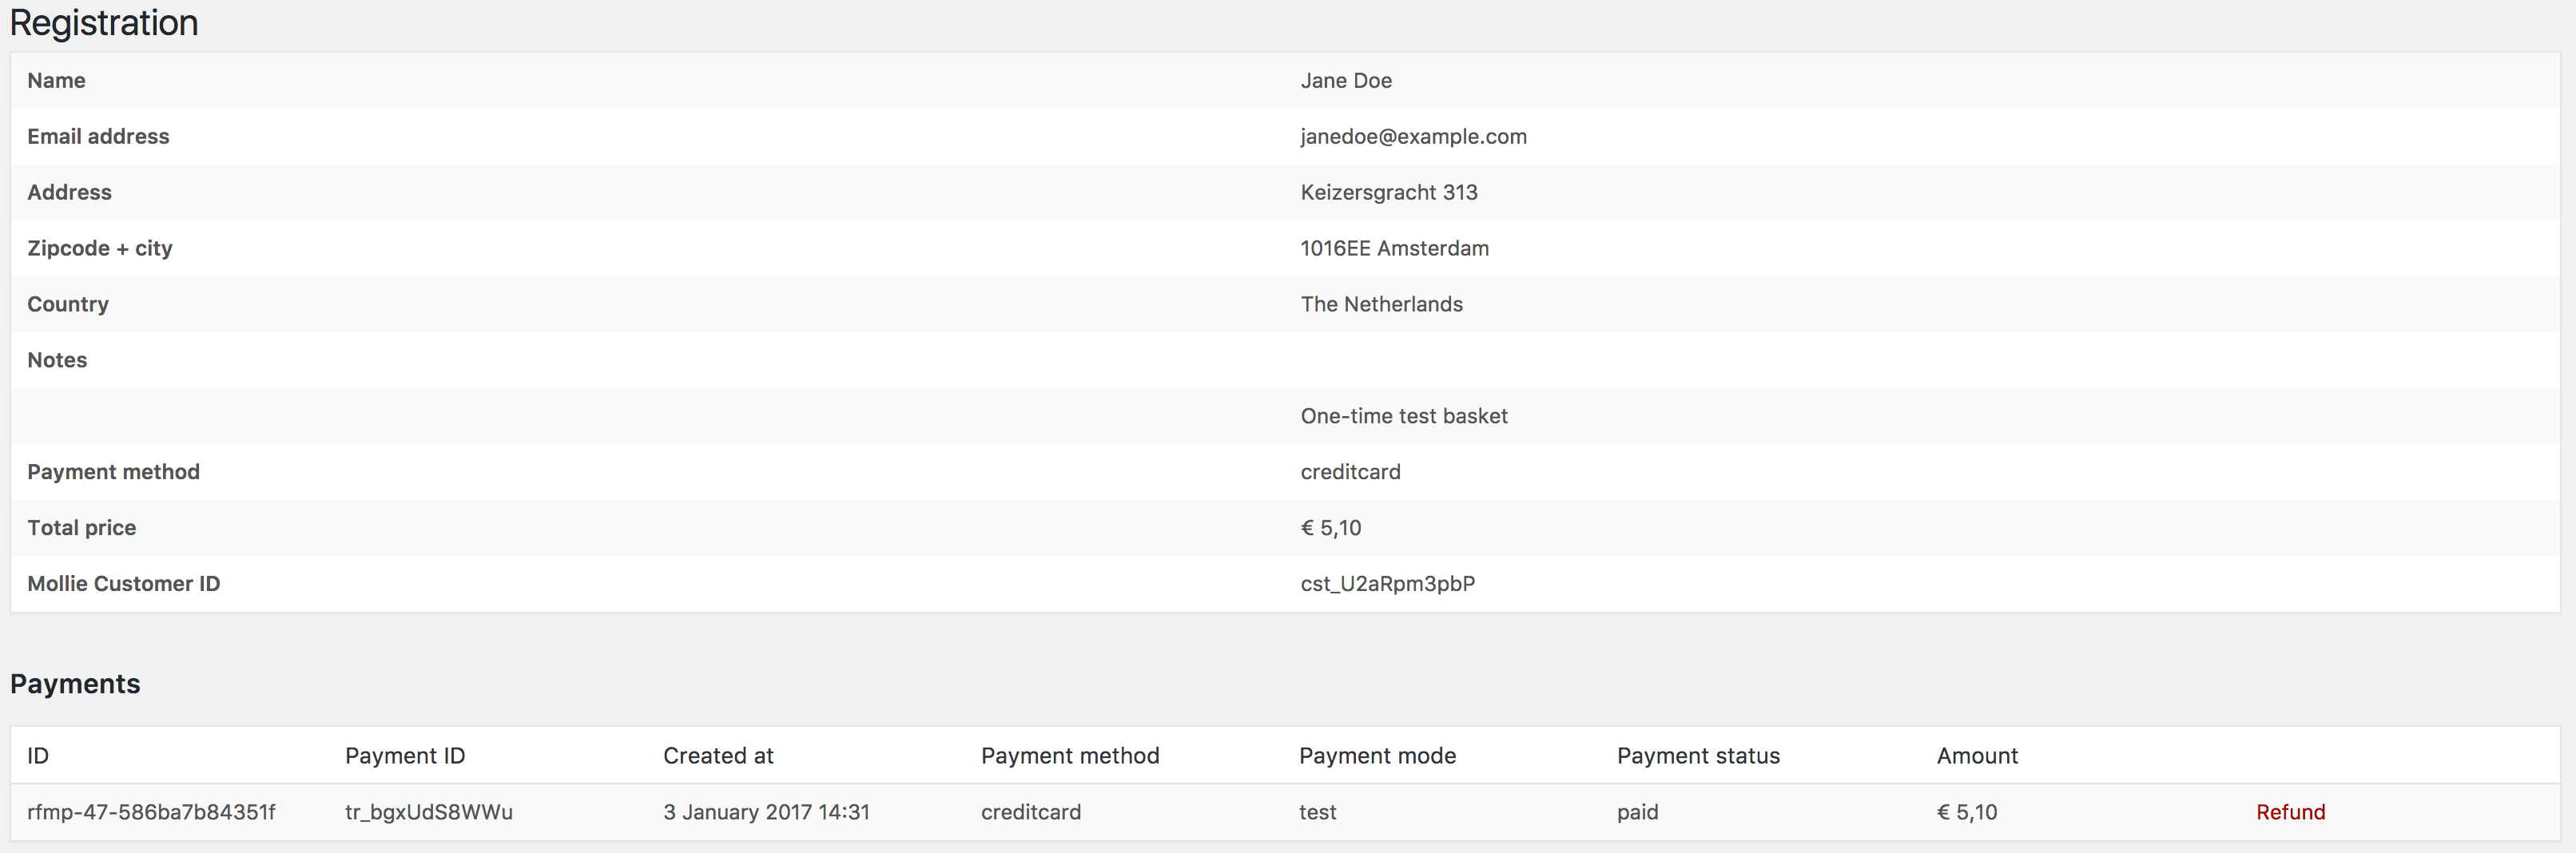 Registration
Name Jane Doe
Email address janedoe@example.com
Address Keizersgracht 313
Zipcode + city 1016EE Amsterdam
Country The Netherlands
Notes
One-time test basket
Payment method creditcard
Total price € 5,10
Mollie Customer ID cst_U2aRpm3pbP
Payments
ID Payment ID Created at Payment method Payment mode Payment status Amount
rfmp-47-586ba7b84351f tr_bgxUdS8WWu 3 January 2017 14:31 creditcard test paid € 5,10 Refund